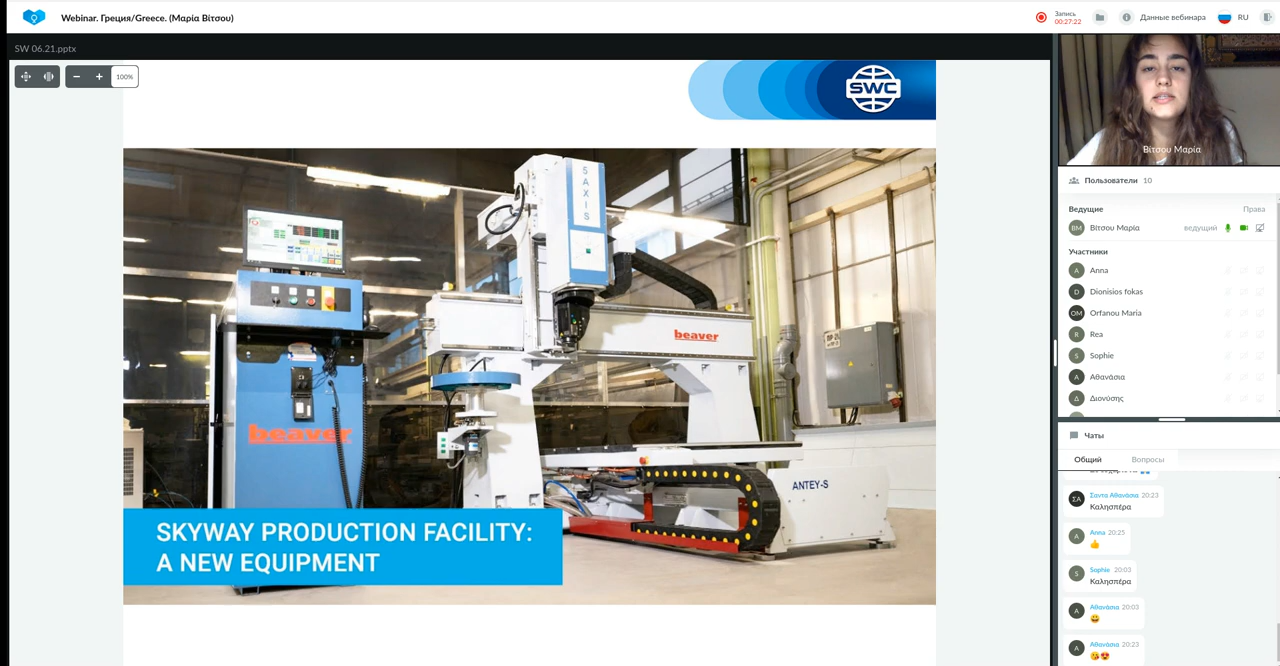 Webinar. Греция/Greece. (Μαρία Βίτσου)
Запись
00:27:22
Данные вебинара
RU
SW 06.21.pptx
100%
SWC
5 AXIS
beaver
beaver
ANTEY-S
SKYWAY PRODUCTION FACILITY:
A NEW EQUIPMENT
Βίτσου Μαρία
Пользователи 10
Ведущие Права
ΒΜ Βίτσου Μαρία ведущий
Участники
A Anna
D Dionisios fokas
OM Orfanou Maria
R Rea
S Sophie
Α Αθανάσια
Δ Διονύσης
Чаты
Общий Вопросы
ΣΑ Σαντα Αθανάσια 20:23
Καλησπέρα
A Anna 20:25
👍
S Sophie 20:03
Καλησπέρα
Α Αθανάσια 20:03
😀
Α Αθανάσια 20:23
😘😍